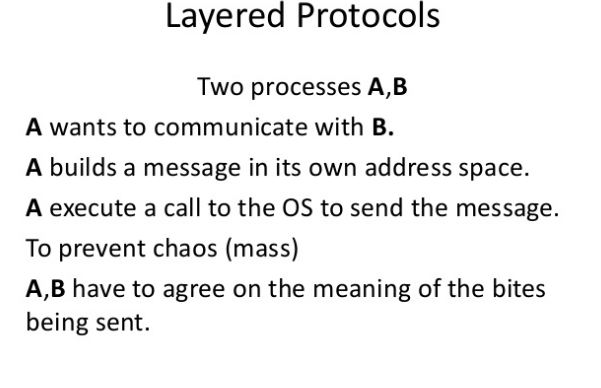 Layered Protocols
Two processes A,B
A wants to communicate with B.
A builds a message in its own address space.
A execute a call to the OS to send the message.
To prevent chaos (mass)
A,B have to agree on the meaning of the bites
being sent.